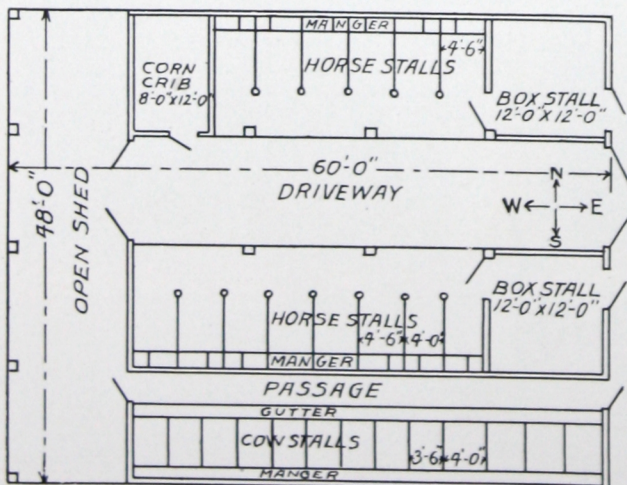 MANGER
4'-6"
HORSE STALLS
CORN
CRIB
8'-0"x12'-0"
BOX STALL
12'-0"x12'-0"
60'-0"
DRIVEWAY
N
W E
S
48'-0"
OPEN SHED
BOX STALL
12'-0"x12'-0"
HORSE STALLS
4'-6" 4'-0"
MANGER
PASSAGE
GUTTER
COW STALLS
3'-6" 4'-0"
MANGER